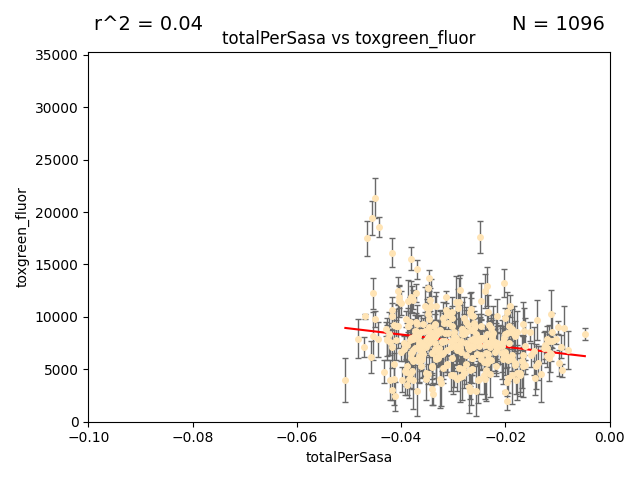 r^2 = 0.04
N = 1096
totalPerSasa vs toxgreen_fluor
35000
30000
25000
20000
15000
10000
5000
0
toxgreen_fluor
−0.10
−0.08
−0.06
−0.04
−0.02
0.00
totalPerSasa